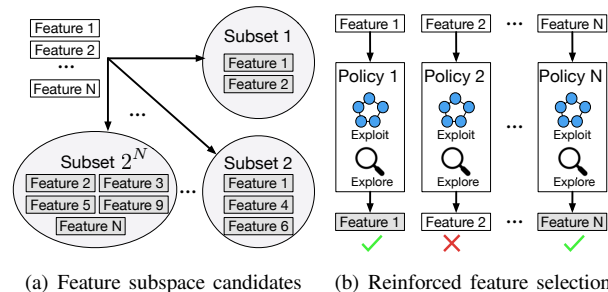 Feature 1
Feature 2
...
Feature N
...
Subset 1
Feature 1
Feature 2
Subset 2^N
Feature 2 Feature 3
Feature 5 Feature 9
Feature N
...
Subset 2
Feature 1
Feature 4
Feature 6
(a) Feature subspace candidates
Feature 1 Feature 2 ... Feature N
Policy 1 Policy 2 Policy N
Exploit Exploit ... Exploit
Explore Explore Explore
Feature 1 Feature 2 ... Feature N
(b) Reinforced feature selection